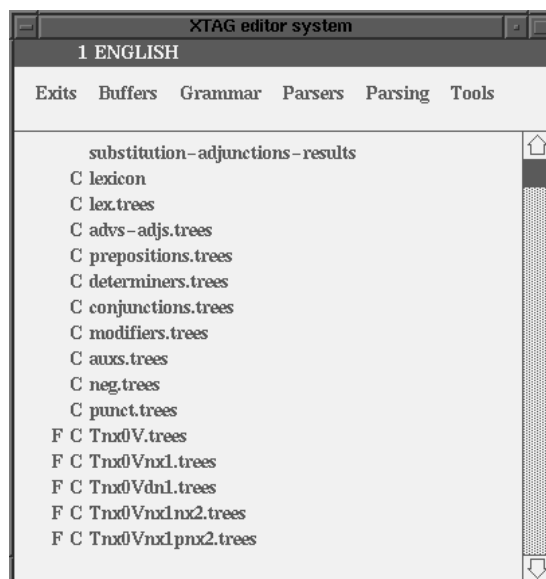 XTAG editor system
1 ENGLISH
Exits Buffers Grammar Parsers Parsing Tools
substitution-adjunctions-results
C lexicon
C lex.trees
C advs-adjs.trees
C prepositions.trees
C determiners.trees
C conjunctions.trees
C modifiers.trees
C auxs.trees
C neg.trees
C punct.trees
F C Tnx0V.trees
F C Tnx0Vnx1.trees
F C Tnx0Vdn1.trees
F C Tnx0Vnx1nx2.trees
F C Tnx0Vnx1pnx2.trees